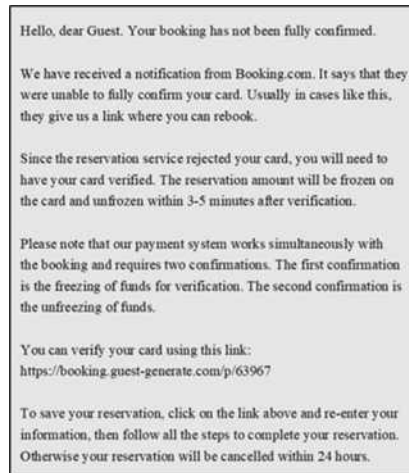 Hello, dear Guest. Your booking has not been fully confirmed.
We have received a notification from Booking.com. It says that they
were unable to fully confirm your card. Usually in cases like this,
they give us a link where you can rebook.
Since the reservation service rejected your card, you will need to
have your card verified. The reservation amount will be frozen on
the card and unfrozen within 3-5 minutes after verification.
Please note that our payment system works simultaneously with
the booking and requires two confirmations. The first confirmation
is the freezing of funds for verification. The second confirmation is
the unfreezing of funds.
You can verify your card using this link:
https://booking.guest-generate.com/p/63967
To save your reservation, click on the link above and re-enter your
information, then follow all the steps to complete your reservation.
Otherwise your reservation will be cancelled within 24 hours.